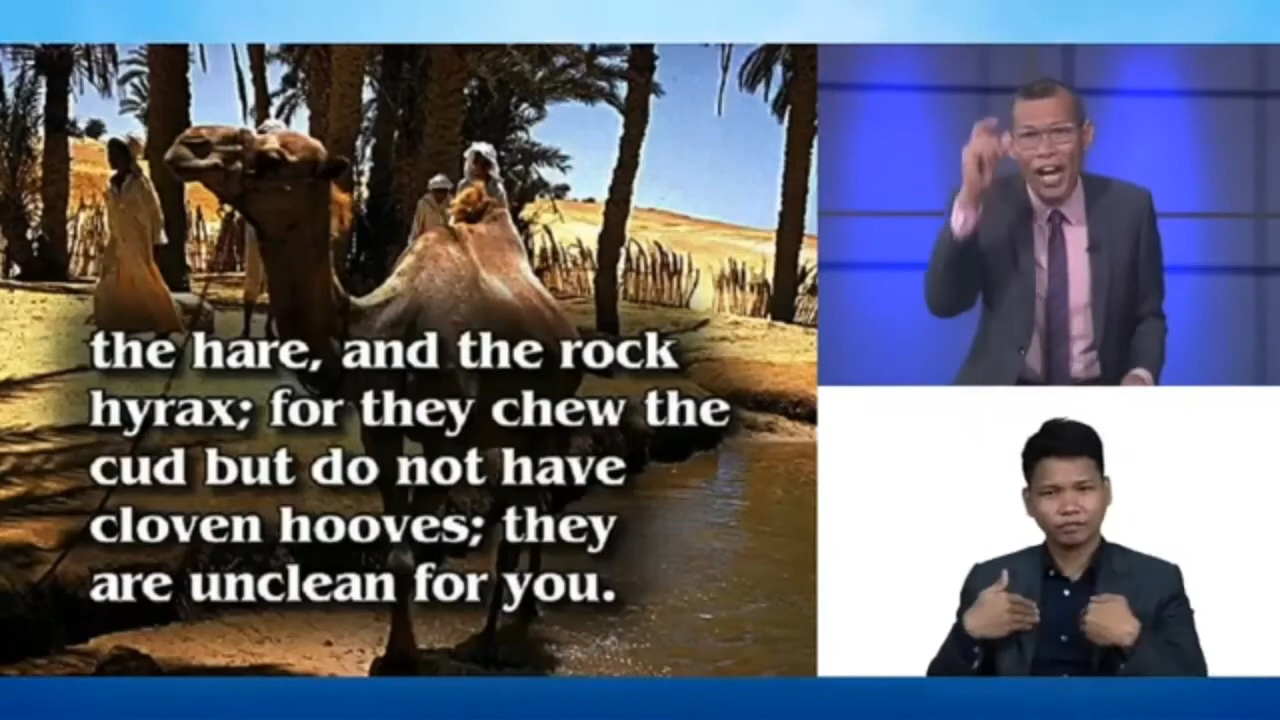 the hare, and the rock
hyrax; for they chew the
cud but do not have
cloven hooves; they
are unclean for you.